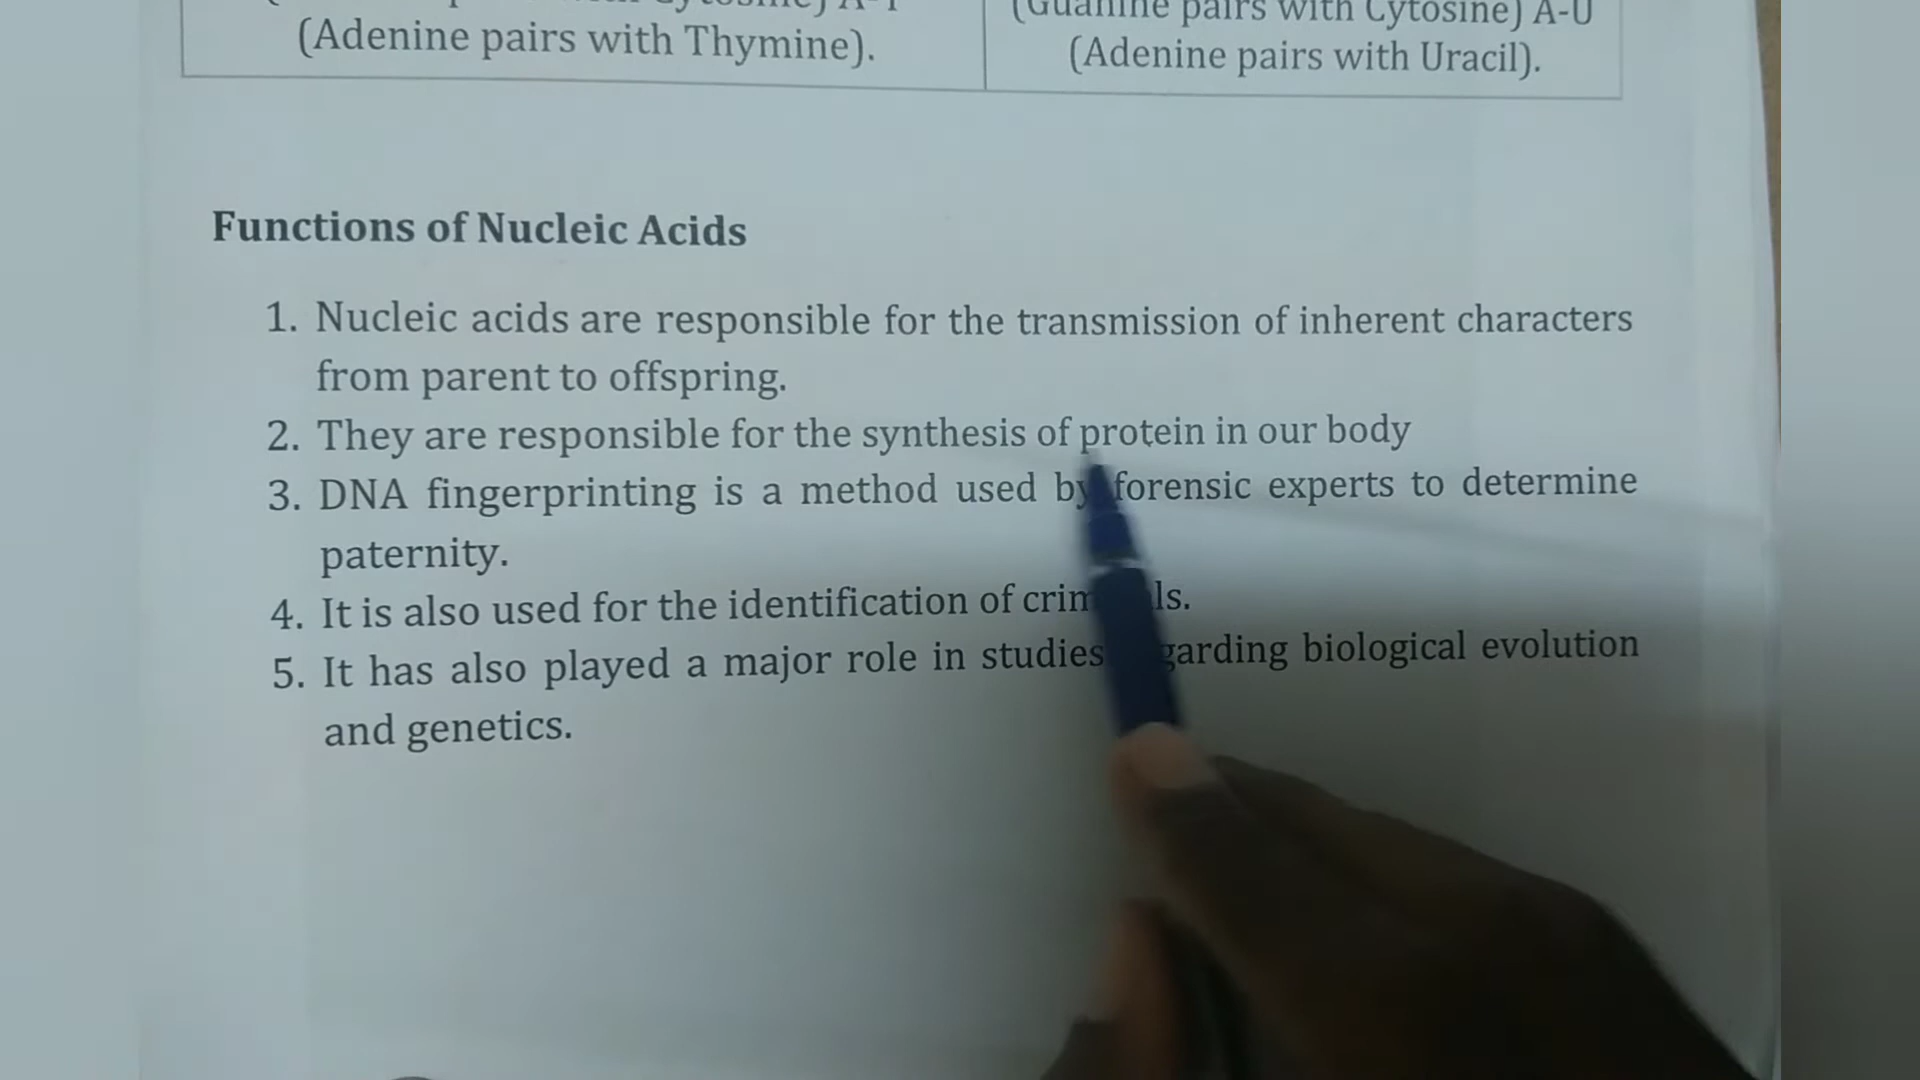 (Adenine pairs with Thymine).
(Guanine pairs with Cytosine) A-U
(Adenine pairs with Uracil).
Functions of Nucleic Acids
1. Nucleic acids are responsible for the transmission of inherent characters
from parent to offspring.
2. They are responsible for the synthesis of protein in our body
3. DNA fingerprinting is a method used by forensic experts to determine
paternity.
4. It is also used for the identification of
5. It has also played a major role in studies biological evolution
and genetics.